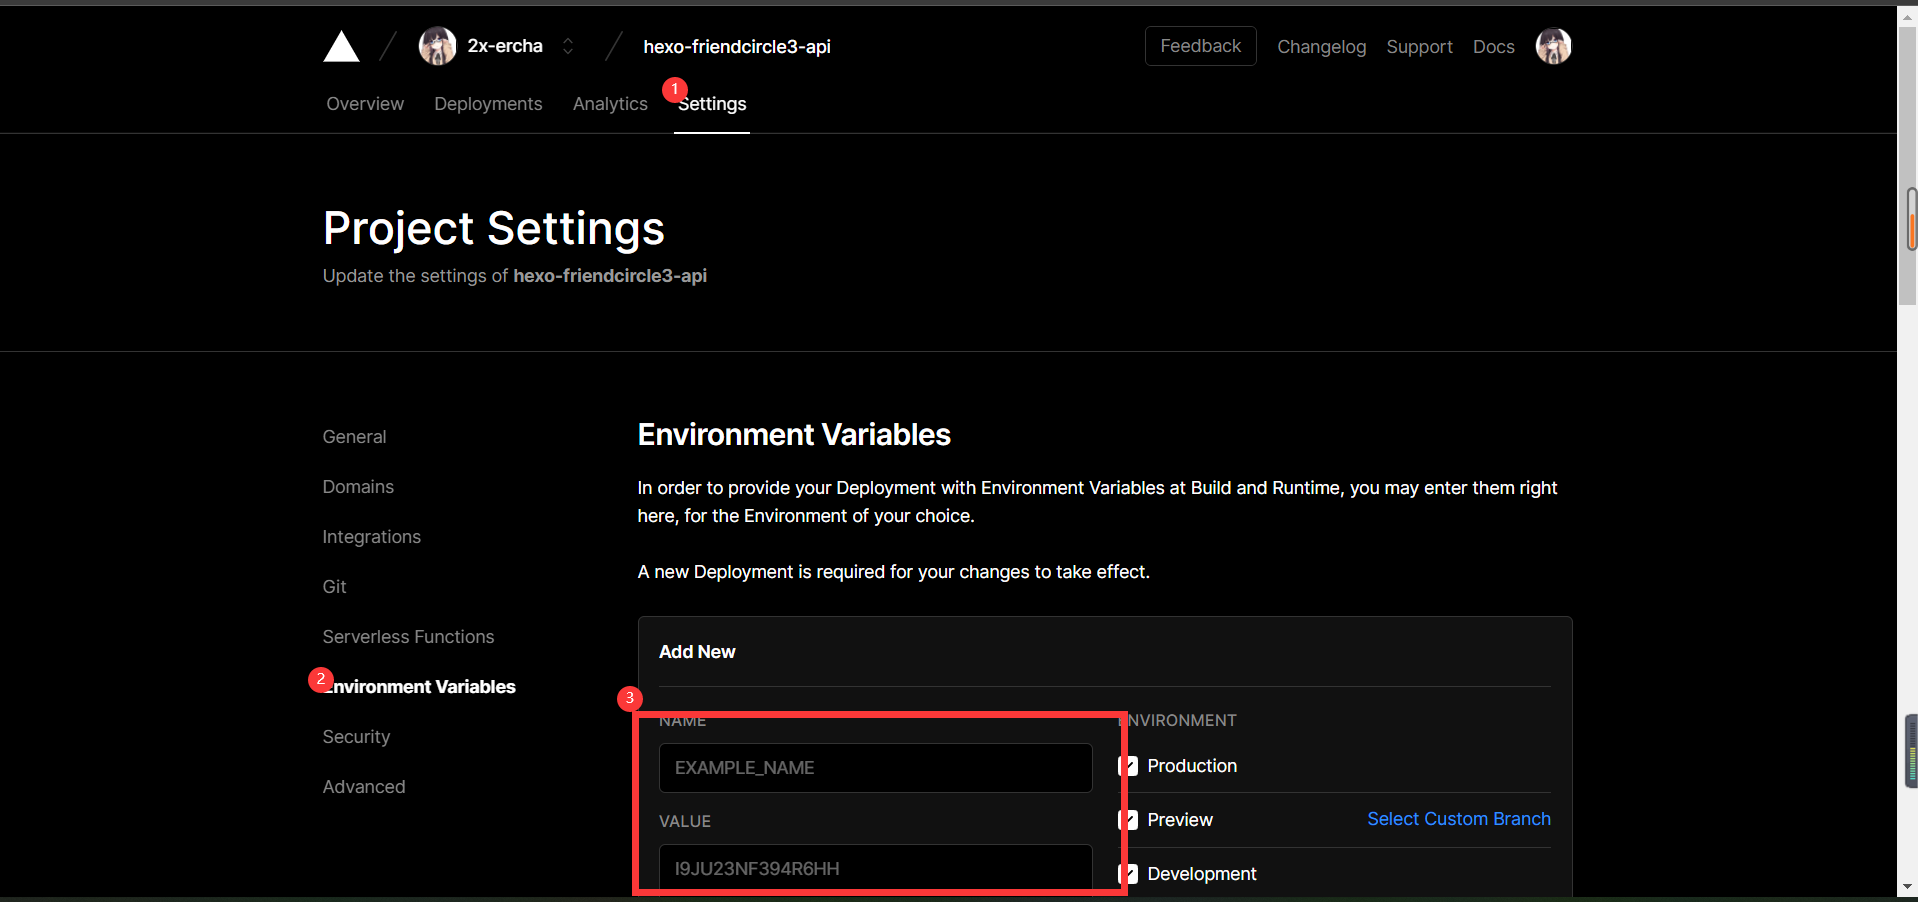 2x-ercha
hexo-friendcircle3-api
Feedback
Changelog
Support
Docs
Overview
Deployments
Analytics
1
Settings
Project Settings
Update the settings of hexo-friendcircle3-api
General
Domains
Integrations
Git
Serverless Functions
2
Environment Variables
Security
Advanced
Environment Variables
In order to provide your Deployment with Environment Variables at Build and Runtime, you may enter them right
here, for the Environment of your choice.
A new Deployment is required for your changes to take effect.
Add New
3
NAME
EXAMPLE_NAME
VALUE
I9JU23NF394R6HH
ENVIRONMENT
Production
Preview
Select Custom Branch
Development